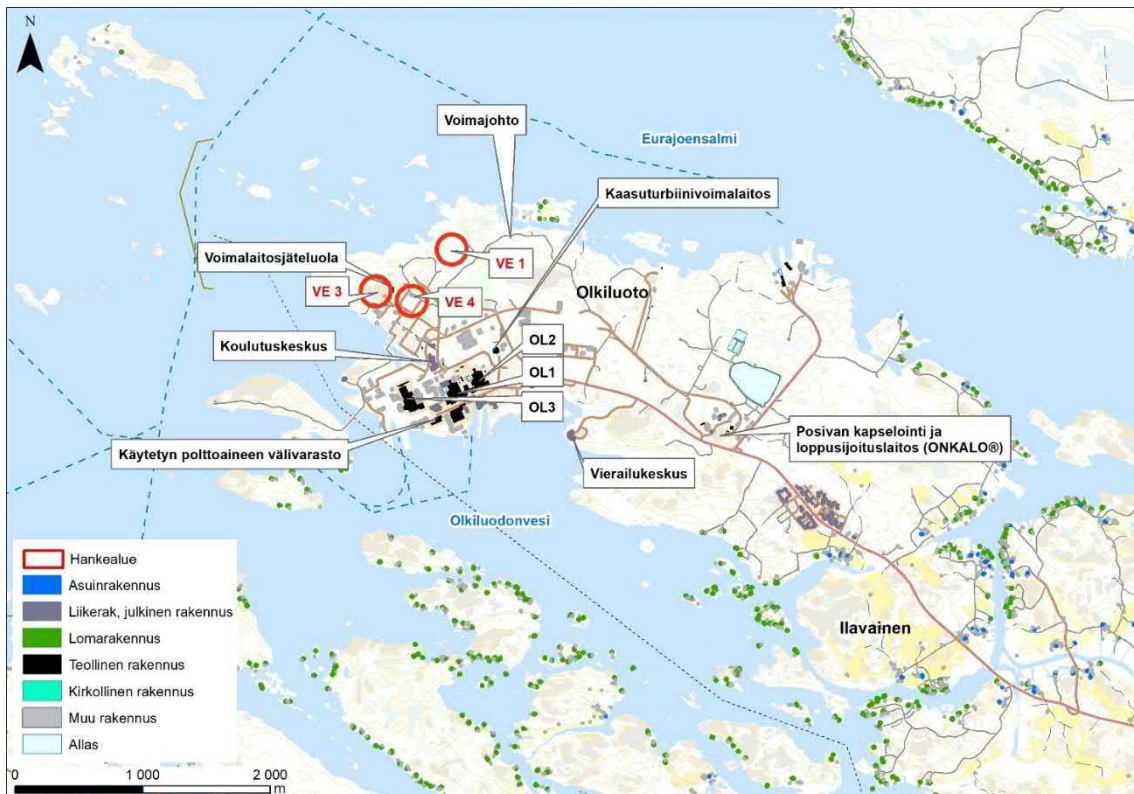 N
Voimajohto
Eurajoensalmi
Kaasuturbiinivoimalaitos
Voimalaitosjäteluola
VE 1
VE 3
VE 4
Olkiluoto
Koulutuskeskus
OL2
OL1
OL3
Käytetyn polttoaineen välivarasto
Posivan kapselointi ja
loppusijoituslaitos (ONKALO®)
Vierailukeskus
Olkiluodonvesi
Ilavainen
Hankealue
Asuinrakennus
Liikerak, julkinen rakennus
Lomarakennus
Teollinen rakennus
Kirkollinen rakennus
Muu rakennus
Allas
0 1 000 2 000
m